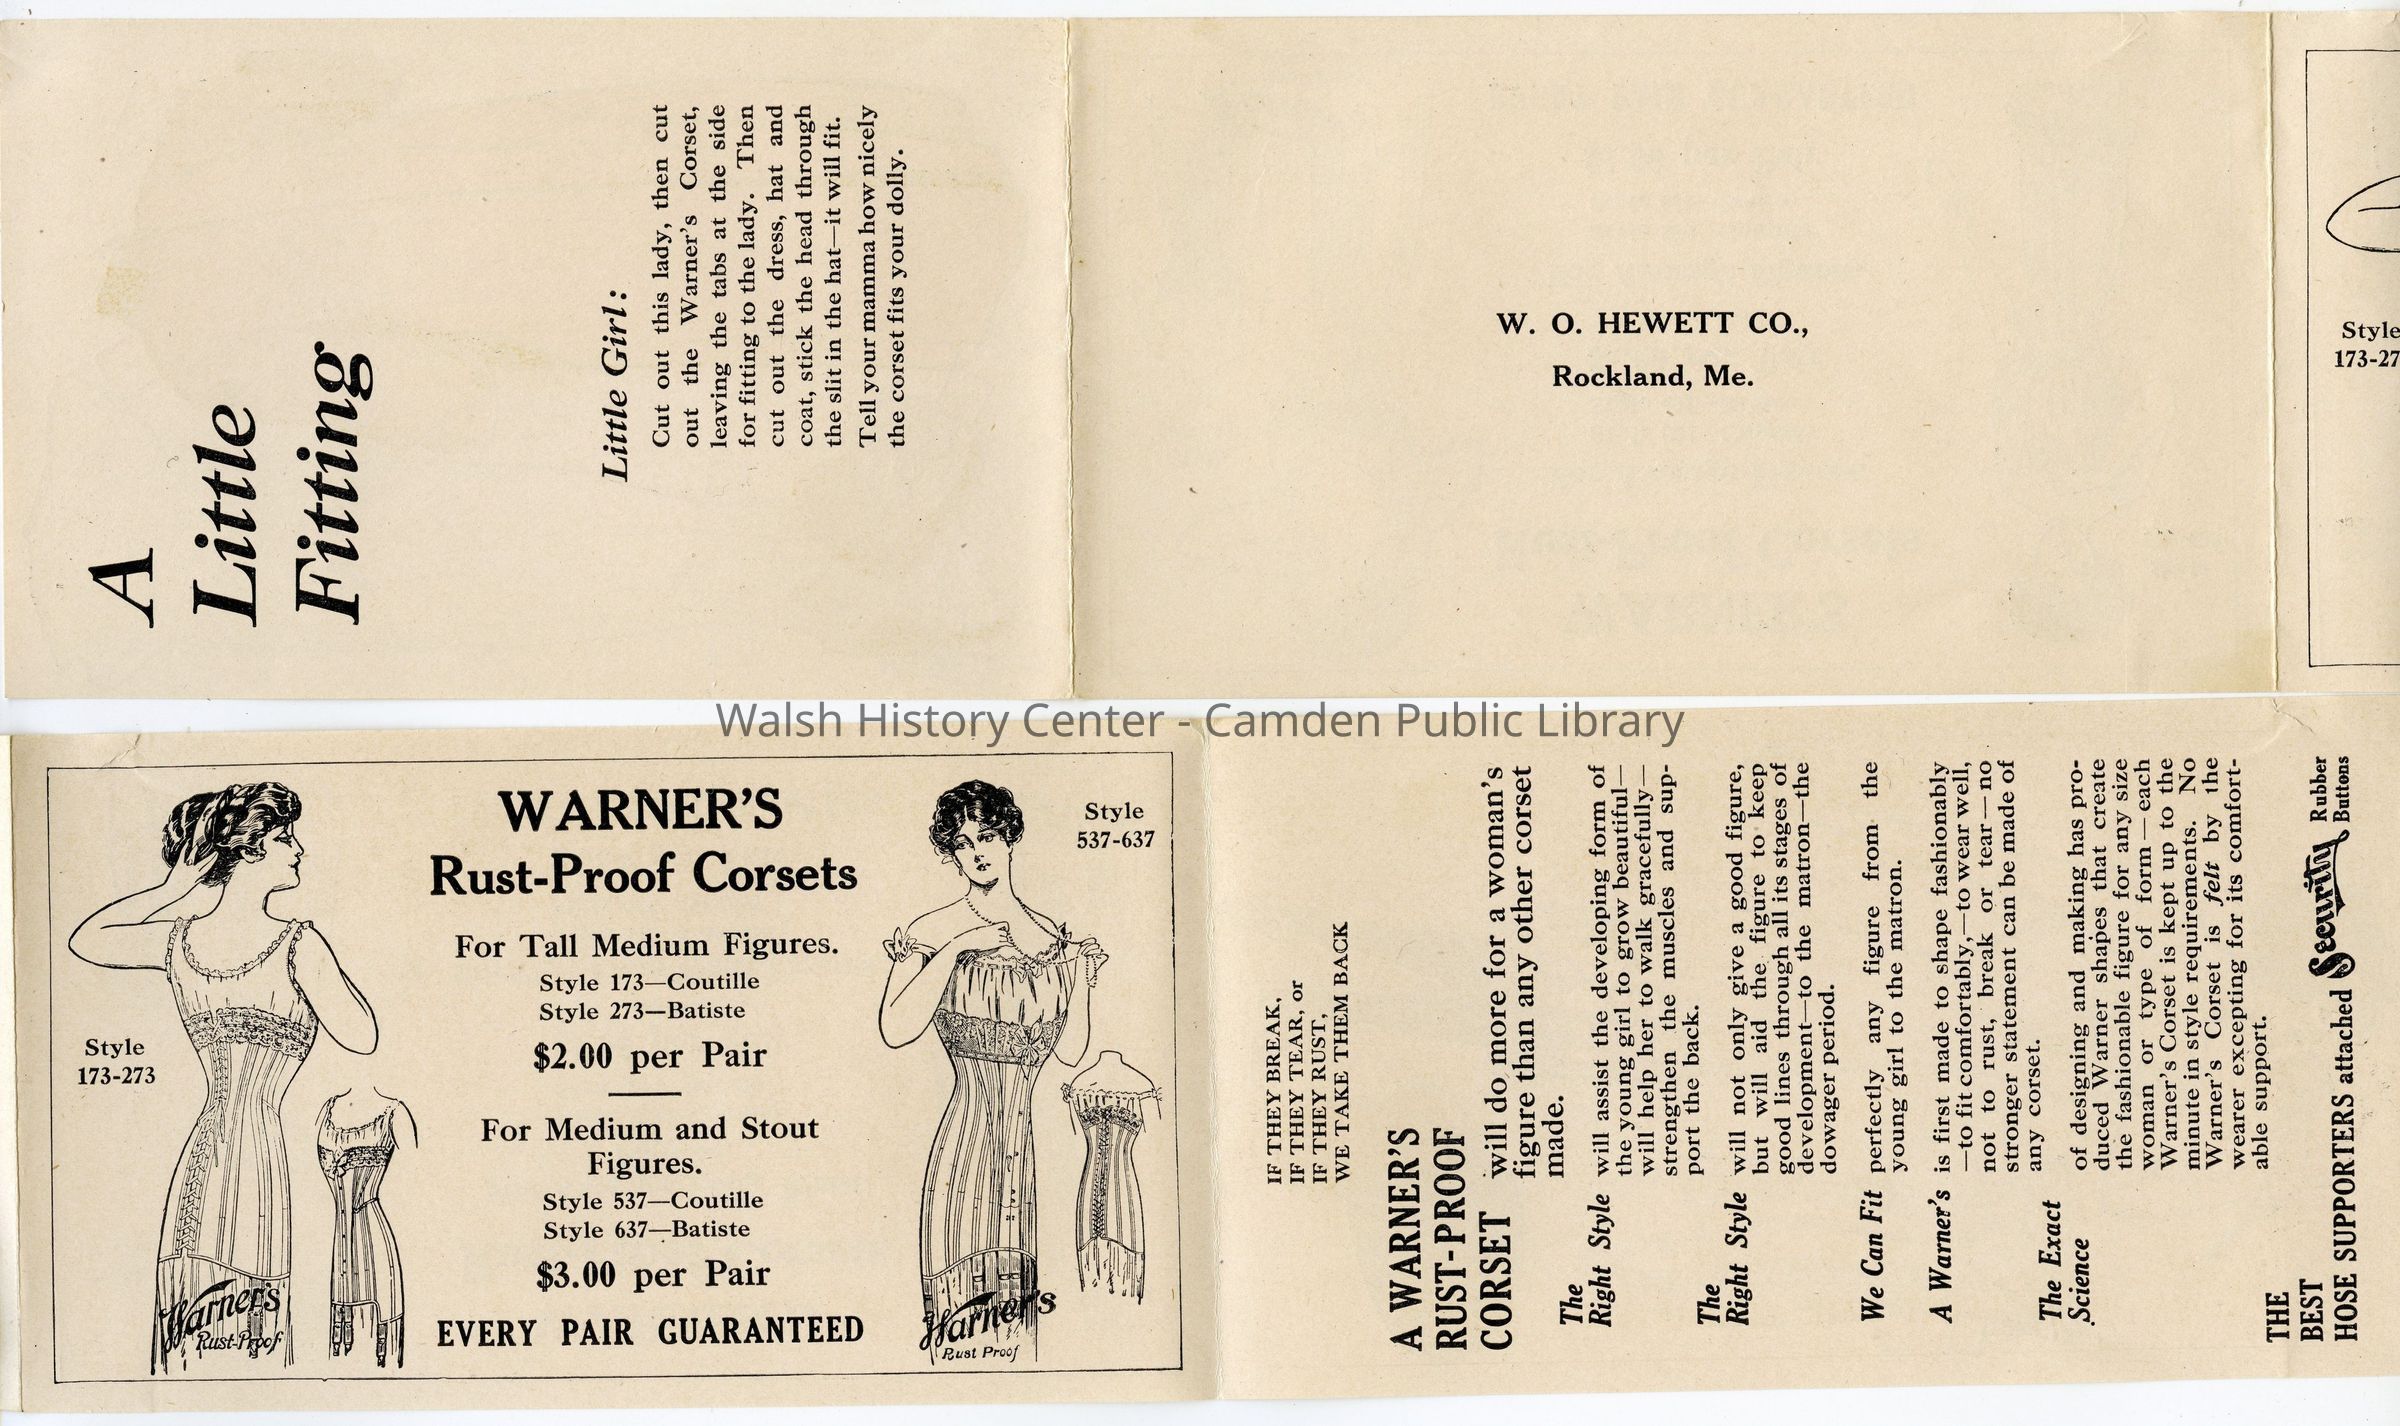 A
Little
Fitting
Little Girl:
Cut out this lady, then cut
out the Warner's Corset,
leaving the tabs at the side
for fitting to the lady. Then
cut out the dress, hat and
coat, stick the head through
the slit in the hat—it will fit.
Tell your mamma how nicely
the corset fits your dolly.
W. O. HEWETT CO.,
Rockland, Me.
Style
173-27
Walsh History Center - Camden Public Library
WARNER'S
Rust-Proof Corsets
For Tall Medium Figures.
Style 173—Coutille
Style 273—Batiste
$2.00 per Pair
For Medium and Stout
Figures.
Style 537—Coutille
Style 637—Batiste
$3.00 per Pair
EVERY PAIR GUARANTEED
Style
173-273
Warner's
Rust-Proof
Style
537-637
Warner's
Rust Proof
IF THEY BREAK,
IF THEY TEAR, or
IF THEY RUST,
WE TAKE THEM BACK
A WARNER'S
RUST-PROOF
CORSET
will do more for a woman's
figure than any other corset
made.
The
Right Style
will assist the developing form of
the young girl to grow beautiful—
will help her to walk gracefully—
strengthen the muscles and sup-
port the back.
The
Right Style
will not only give a good figure,
but will aid the figure to keep
good lines through all its stages of
development—to the matron—the
dowager period.
We Can Fit
perfectly any figure from the
young girl to the matron.
A Warner's
is first made to shape fashionably
—to fit comfortably,—to wear well,
not to rust, break or tear—no
stronger statement can be made of
any corset.
The Exact
Science
of designing and making has pro-
duced Warner shapes that create
the fashionable figure for any size
woman or type of form—each
Warner's Corset is kept up to the
minute in style requirements. No
Warner's Corset is felt by the
wearer excepting for its comfort-
able support.
THE
BEST
HOSE SUPPORTERS attached Security Rubber
Buttons